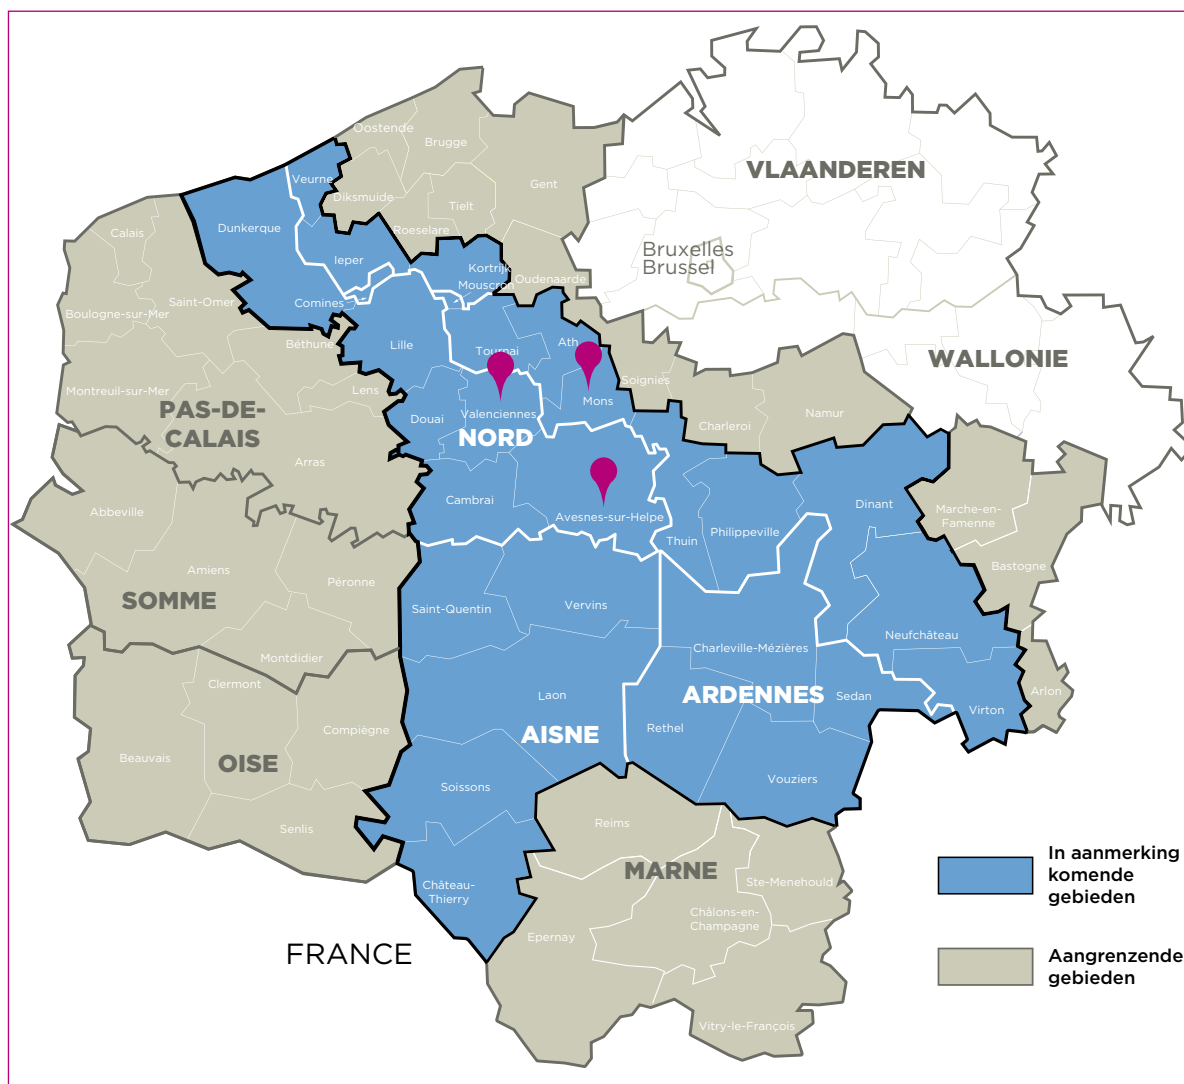 Oostende
Brugge
Veurne
Diksmuide
Gent
Tielt
Dunkerque
Roeselare
Calais
Ieper
Kortrijk
Mouscron
Oudenaarde
VLAANDEREN
Bruxelles
Brussel
WALLONIE
Saint-Omer
Comines
Boulogne-sur-Mer
Béthune
Lille
Tournai
Ath
Soignies
Montreuil-sur-Mer
Lens
PAS-DE-
CALAIS
Douai
Valenciennes
NORD
Mons
Charleroi
Namur
Arras
Cambrai
Avesnes-sur-Helpe
Thuin
Philippeville
Dinant
Marche-en-
Famenne
Bastogne
Abbeville
Amiens
Péronne
SOMME
Montdidier
Saint-Quentin
Vervins
Neufchâteau
Charleville-Mézières
ARDENNES
Sedan
Arlon
Virton
Clermont
Compiègne
Beauvais
OISE
Senlis
Laon
AISNE
Rethel
Vouziers
Soissons
Château-
Thierry
Reims
MARNE
Ste-Menehould
Châlons-en-
Champagne
Epernay
Vitry-le-François
FRANCE
In aanmerking
komende
gebieden
Aangrenzende
gebieden